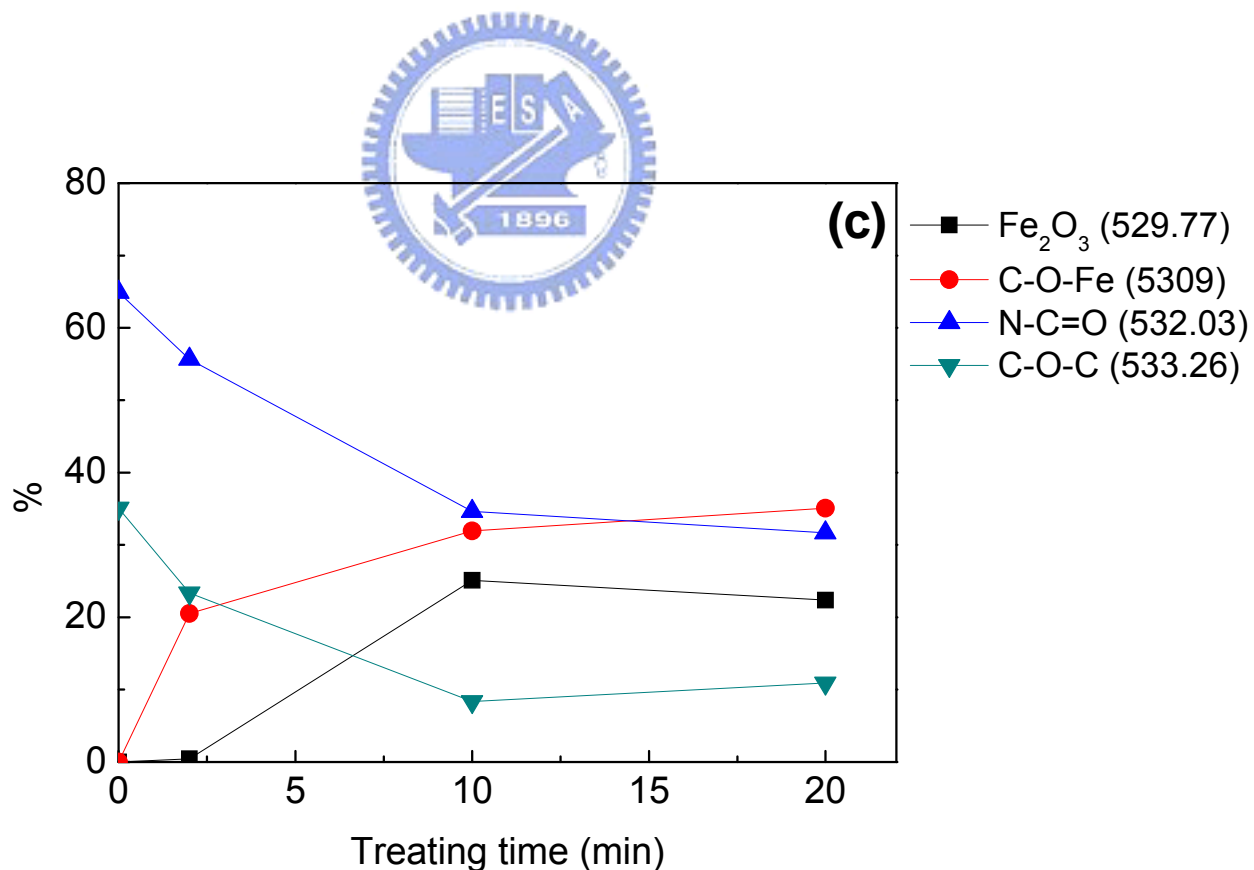 E S A
1896
(c)
80
60
40
20
0
%
0 5 10 15 20
Treating time (min)
Fe₂O₃ (529.77)
C-O-Fe (5309)
N-C=O (532.03)
C-O-C (533.26)